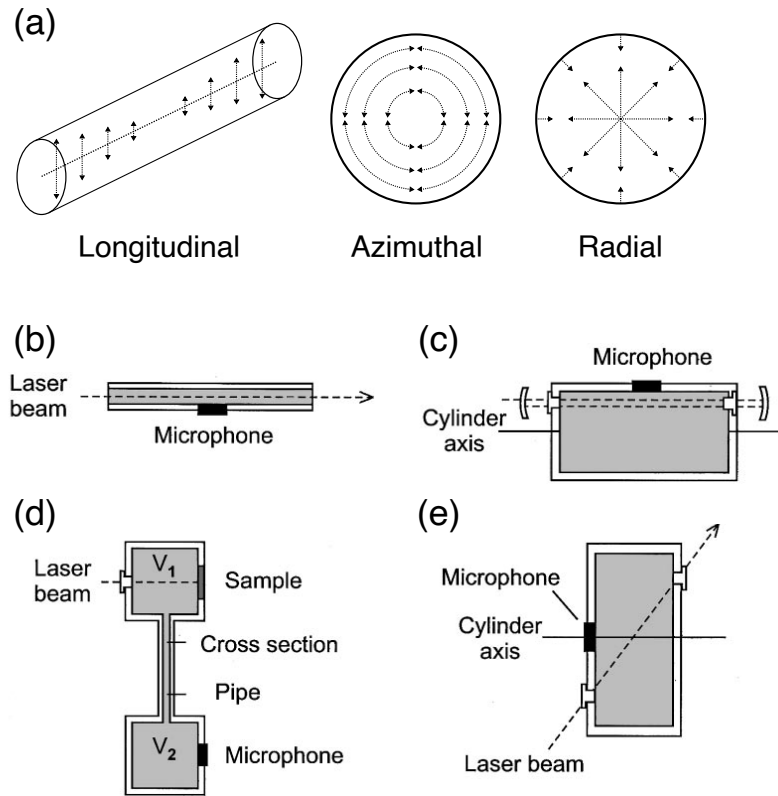 (a)
Longitudinal
Azimuthal
Radial
(b)
Laser
beam
Microphone
(c)
Microphone
Cylinder
axis
(d)
Laser
beam
V1
Sample
Cross section
Pipe
V2
Microphone
(e)
Microphone
Cylinder
axis
Laser beam